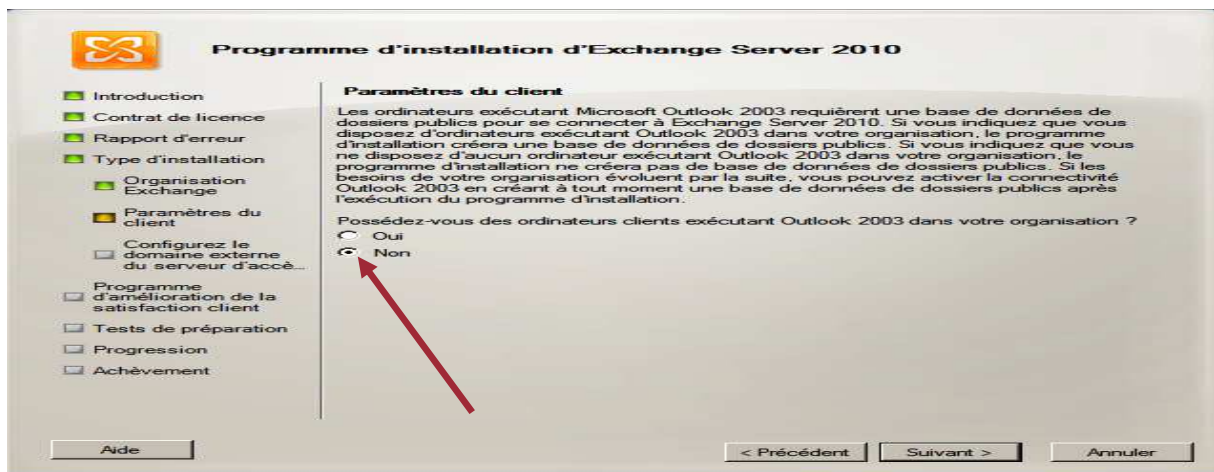 Programme d'installation d'Exchange Server 2010
Introduction
Contrat de licence
Rapport d'erreur
Type d'installation
Organisation
Exchange
Paramètres du
client
Configurez le
domaine externe
du serveur d'accè...
Programme
d'amélioration de la
satisfaction client
Tests de préparation
Progression
Achèvement
Paramètres du client
Les ordinateurs exécutant Microsoft Outlook 2003 requièrent une base de données de
dossiers publics pour se connecter à Exchange Server 2010. Si vous indiquez que vous
disposez d'ordinateurs exécutant Outlook 2003 dans votre organisation, le programme
d'installation créera une base de données de dossiers publics. Si vous indiquez que vous
ne disposez d'aucun ordinateur exécutant Outlook 2003 dans votre organisation, le
programme d'installation ne créera pas de base de données de dossiers publics. Si les
besoins de votre organisation évoluent par la suite, vous pouvez activer la connectivité
Outlook 2003 en créant à tout moment une base de données de dossiers publics après
l'exécution du programme d'installation.
Possédez-vous des ordinateurs clients exécutant Outlook 2003 dans votre organisation ?
Oui
Non
Aide
< Précédent
Suivant >
Annuler